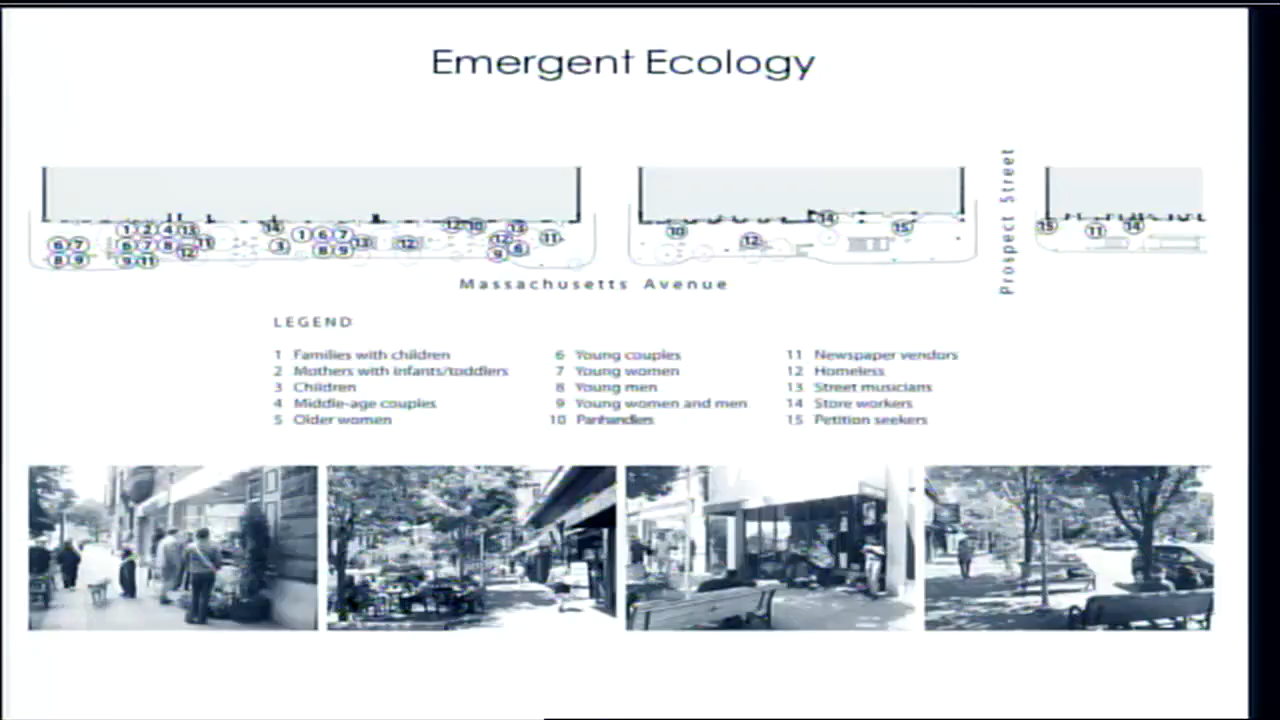 Emergent Ecology
Prospect Street
Massachusetts Avenue
LEGEND
1 Families with children
2 Mothers with infants/toddlers
3 Children
4 Middle-age couples
5 Older women
6 Young couples
7 Young women
8 Young men
9 Young women and men
10 Panhandles
11 Newspaper vendors
12 Homeless
13 Street musicians
14 Store workers
15 Petition seekers